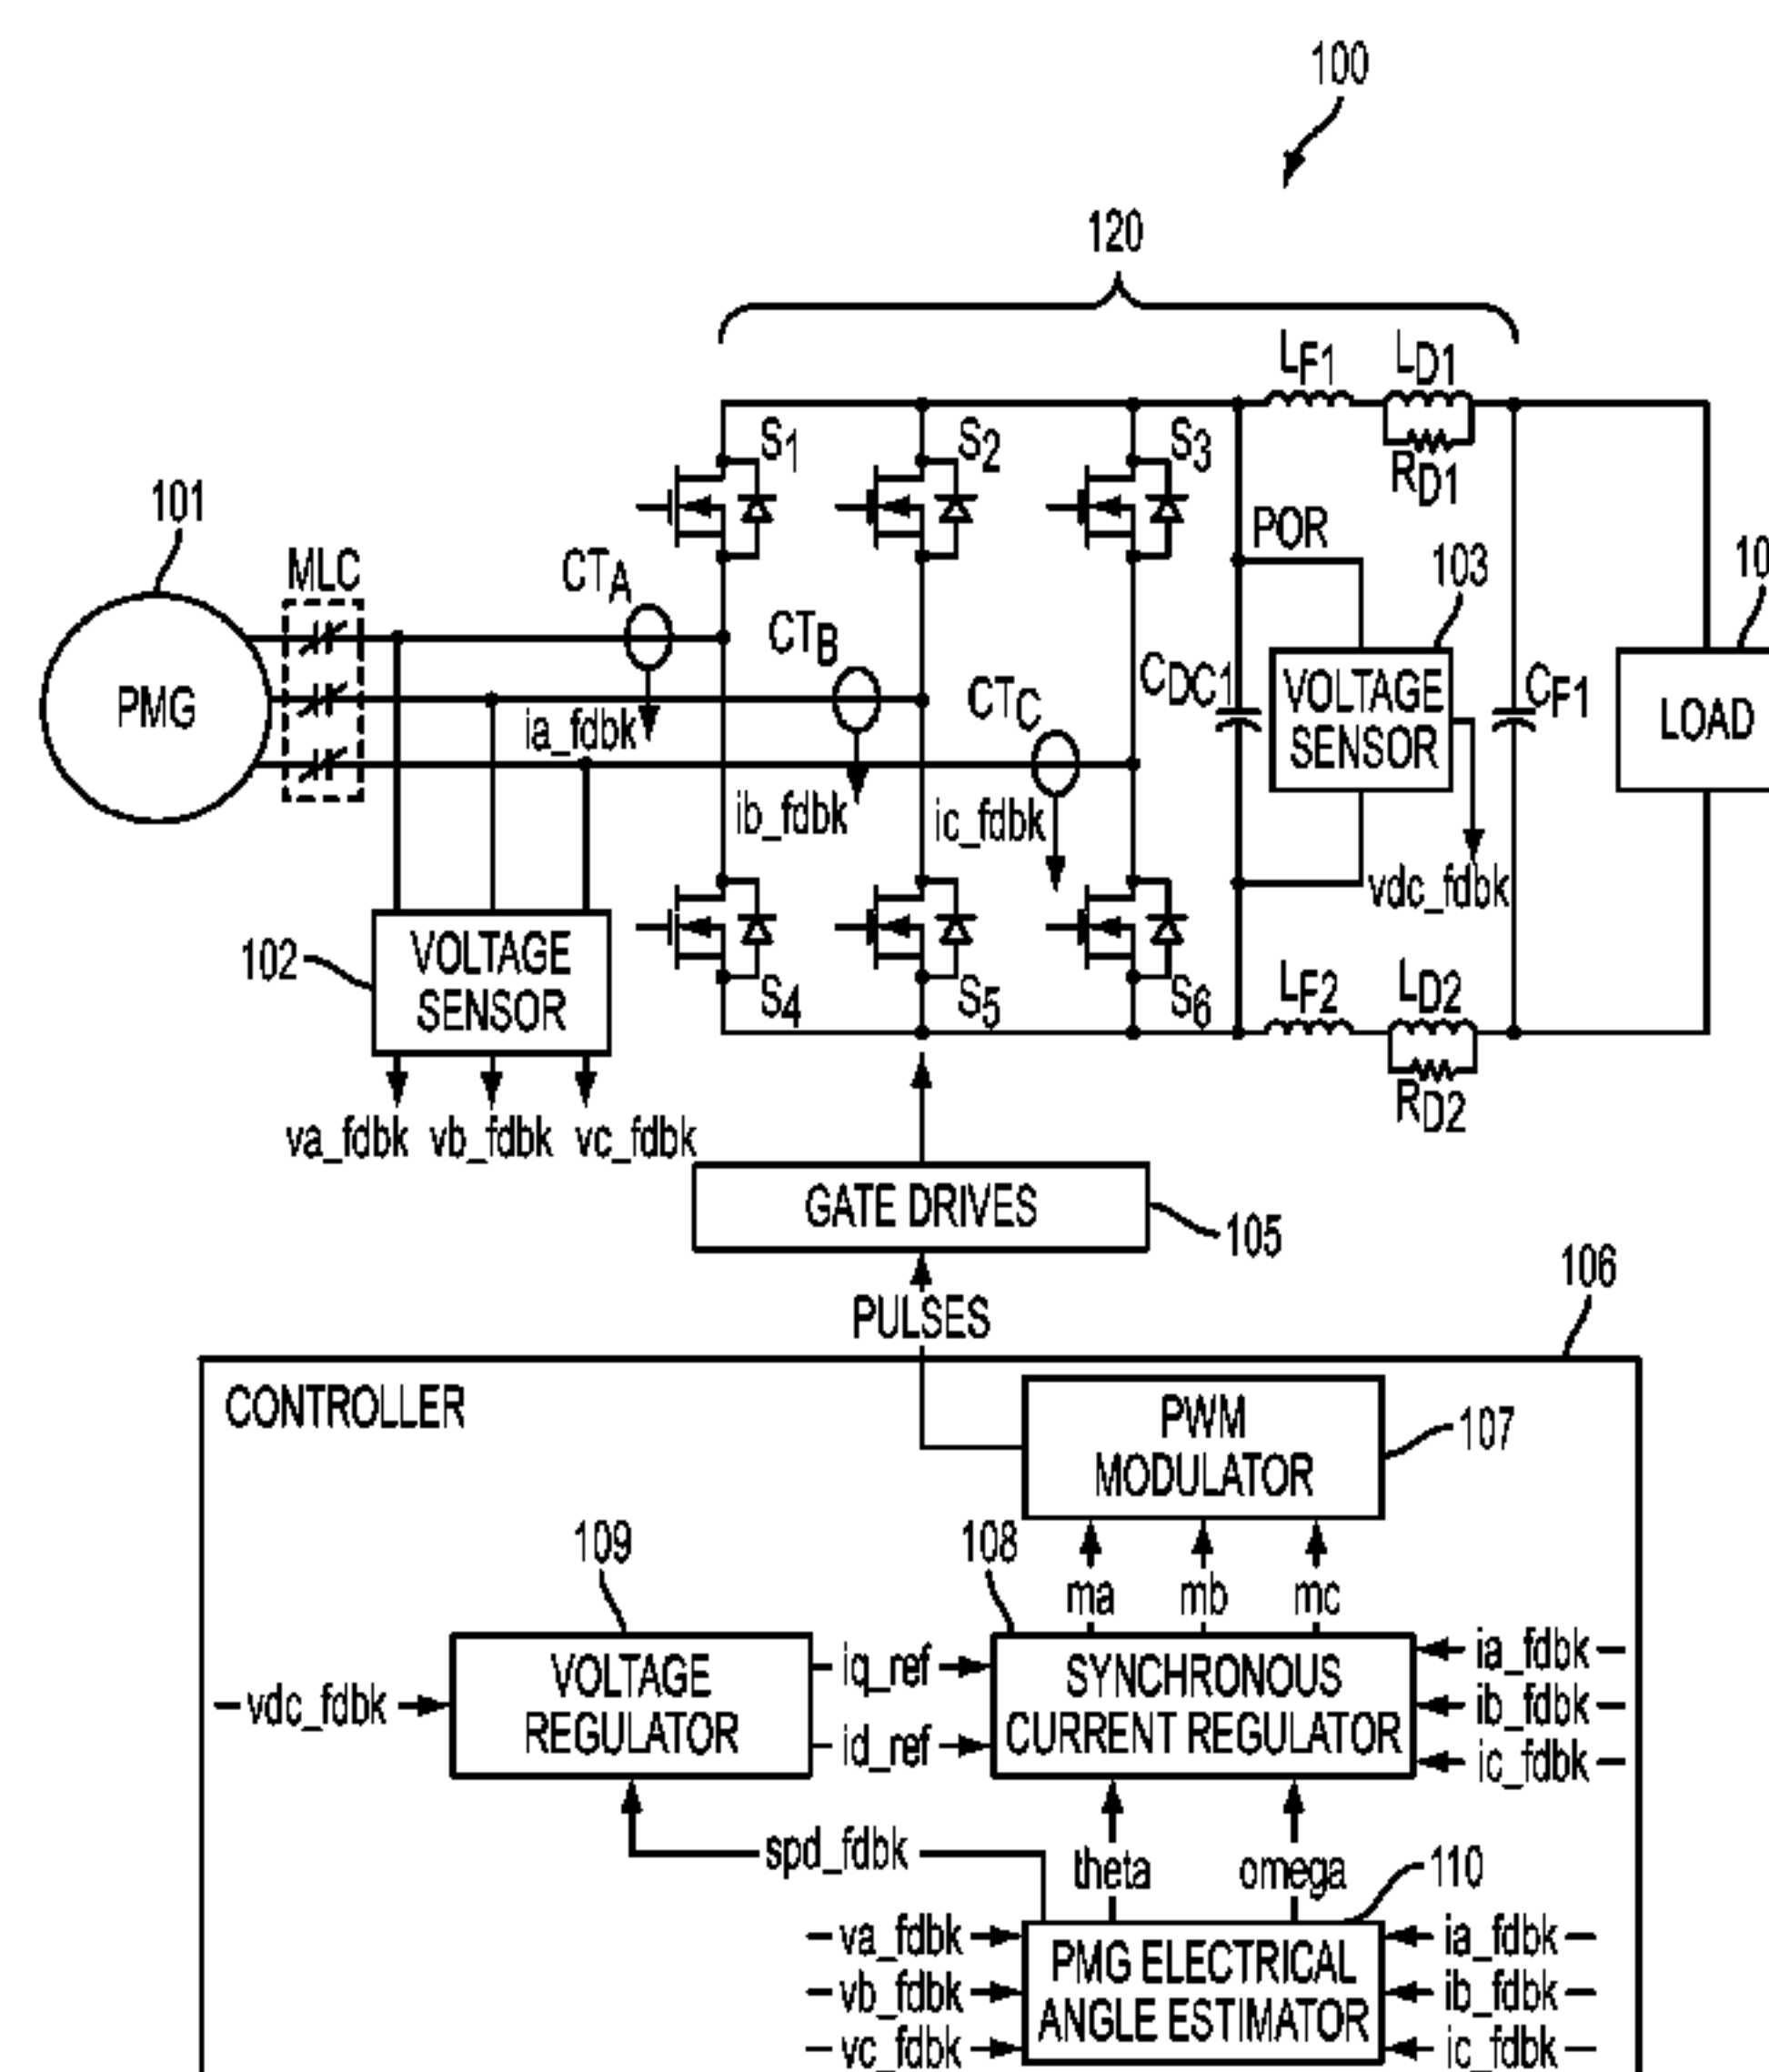 100
120
LF1
LD1
RD1
S1
S2
S3
101
MLC
CTA
CTB
CTC
POR
103
10
PMG
ia_fdbk
ib_fdbk
ic_fdbk
CDC1
VOLTAGE
SENSOR
CF1
LOAD
vdc_fdbk
102
VOLTAGE
SENSOR
S4
S5
S6
LF2
LD2
RD2
va_fdbk vb_fdbk vc_fdbk
GATE DRIVES
105
PULSES
106
CONTROLLER
PWM
MODULATOR
107
109
108
ma mb mc
VOLTAGE
REGULATOR
vdc_fdbk
iq_ref
id_ref
SYNCHRONOUS
CURRENT REGULATOR
ia_fdbk
ib_fdbk
ic_fdbk
spd_fdbk
theta
omega
110
va_fdbk
vb_fdbk
vc_fdbk
PMG ELECTRICAL
ANGLE ESTIMATOR
ia_fdbk
ib_fdbk
ic_fdbk